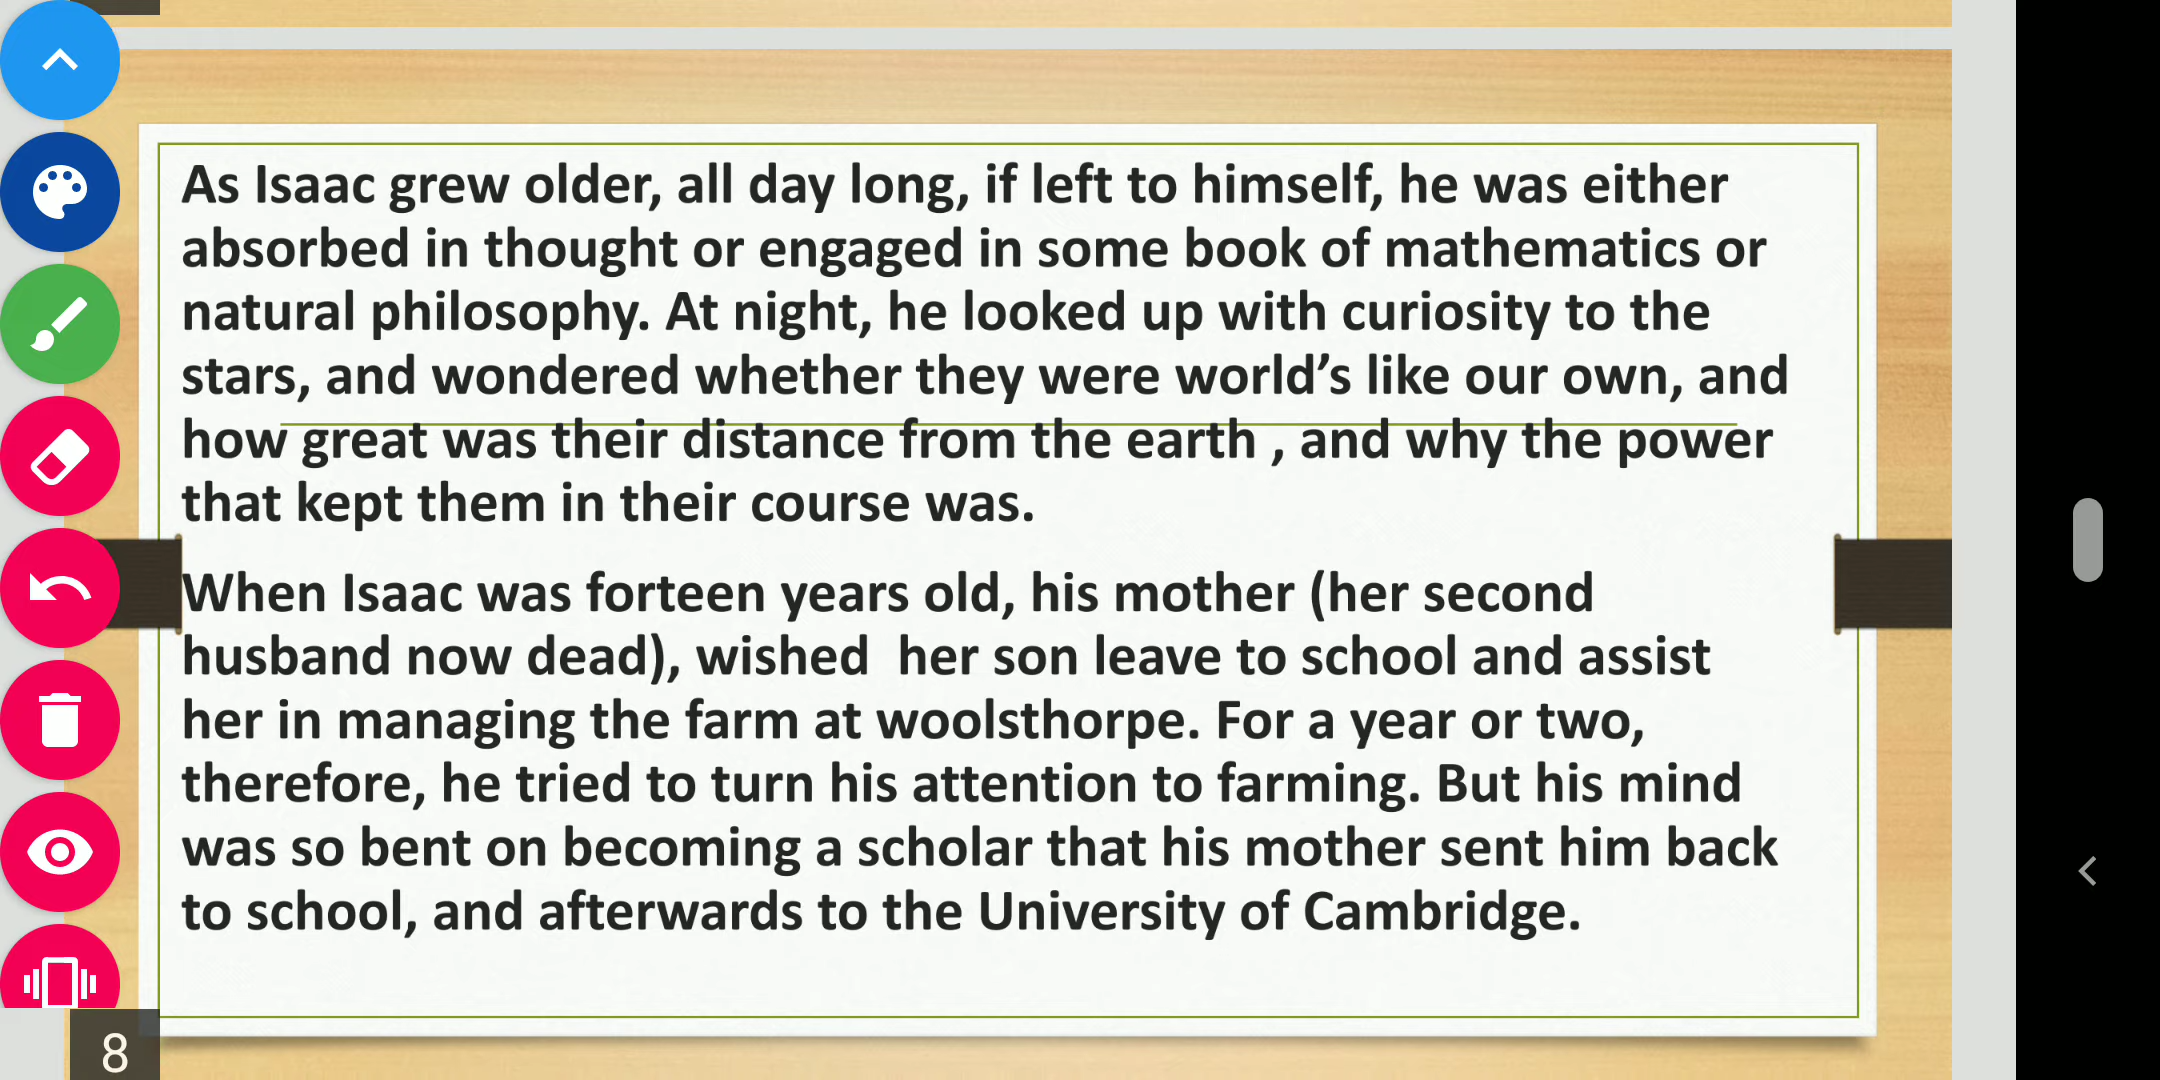 As Isaac grew older, all day long, if left to himself, he was either
absorbed in thought or engaged in some book of mathematics or
natural philosophy. At night, he looked up with curiosity to the
stars, and wondered whether they were world’s like our own, and
how great was their distance from the earth , and why the power
that kept them in their course was.
When Isaac was forteen years old, his mother (her second
husband now dead), wished  her son leave to school and assist
her in managing the farm at woolsthorpe. For a year or two,
therefore, he tried to turn his attention to farming. But his mind
was so bent on becoming a scholar that his mother sent him back
to school, and afterwards to the University of Cambridge.
8